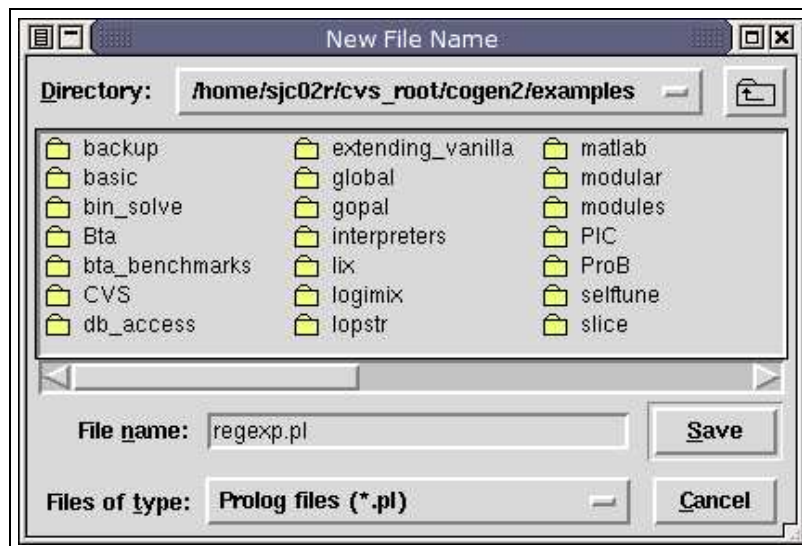 New File Name
Directory: /home/sjc02r/cvs_root/cogen2/examples
backup extending_vanilla matlab
basic global modular
bin_solve gopal modules
Bta interpreters PIC
bta_benchmarks lix ProB
CVS logimix selftune
db_access lopstr slice
File name: regexp.pl Save
Files of type: Prolog files (*.pl) Cancel